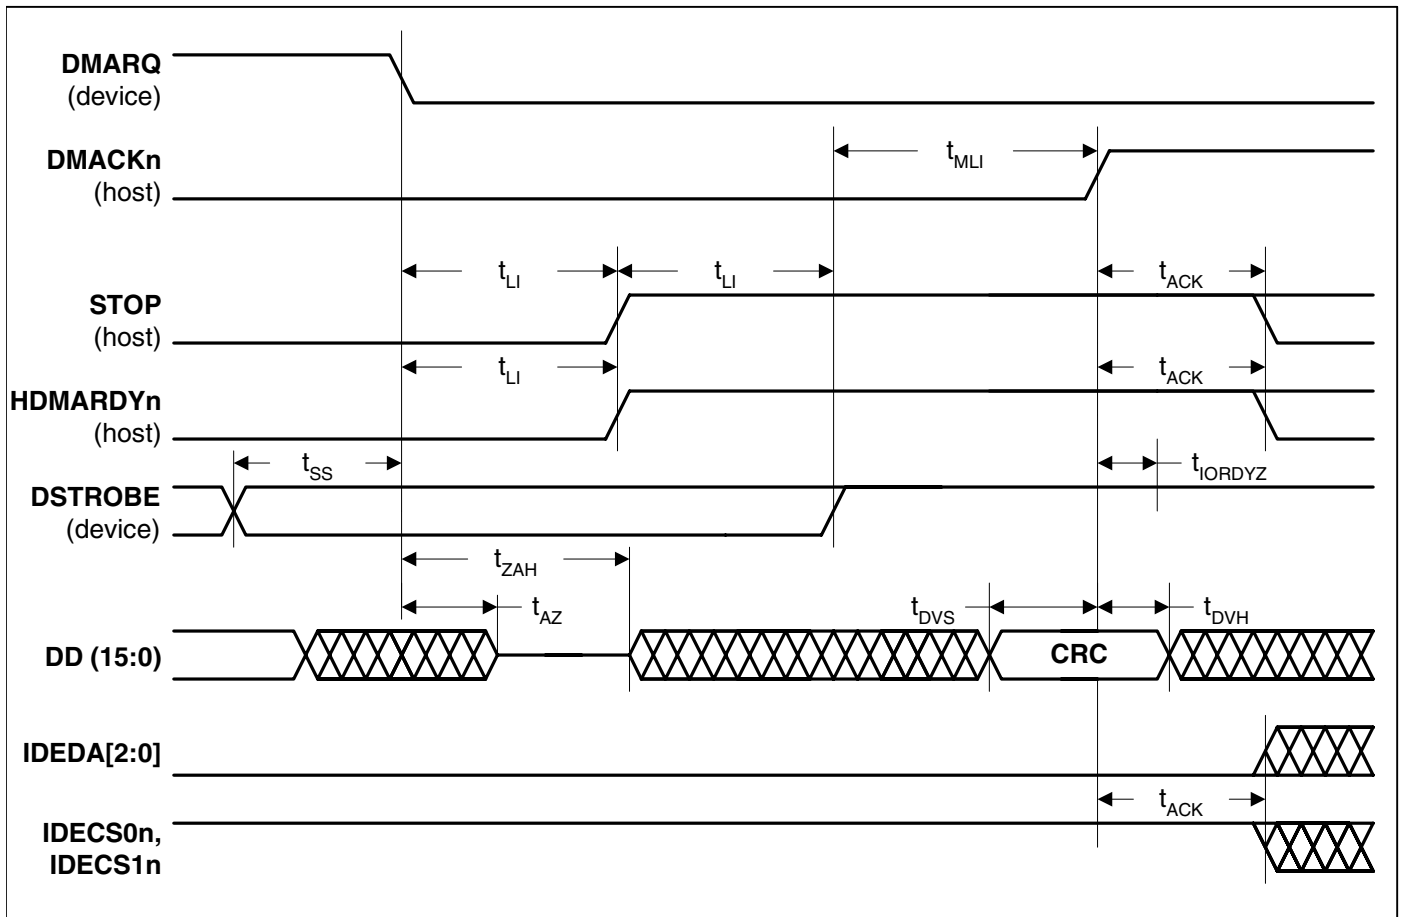 DMARQ
(device)
DMACKn
(host)
tMLI
tLI
tLI
tACK
STOP
(host)
tLI
tACK
HDMARDYn
(host)
tSS
tIORDYZ
DSTROBE
(device)
tZAH
tAZ
tDVS
tDVH
DD (15:0)
CRC
IDEDA[2:0]
tACK
IDECS0n,
IDECS1n